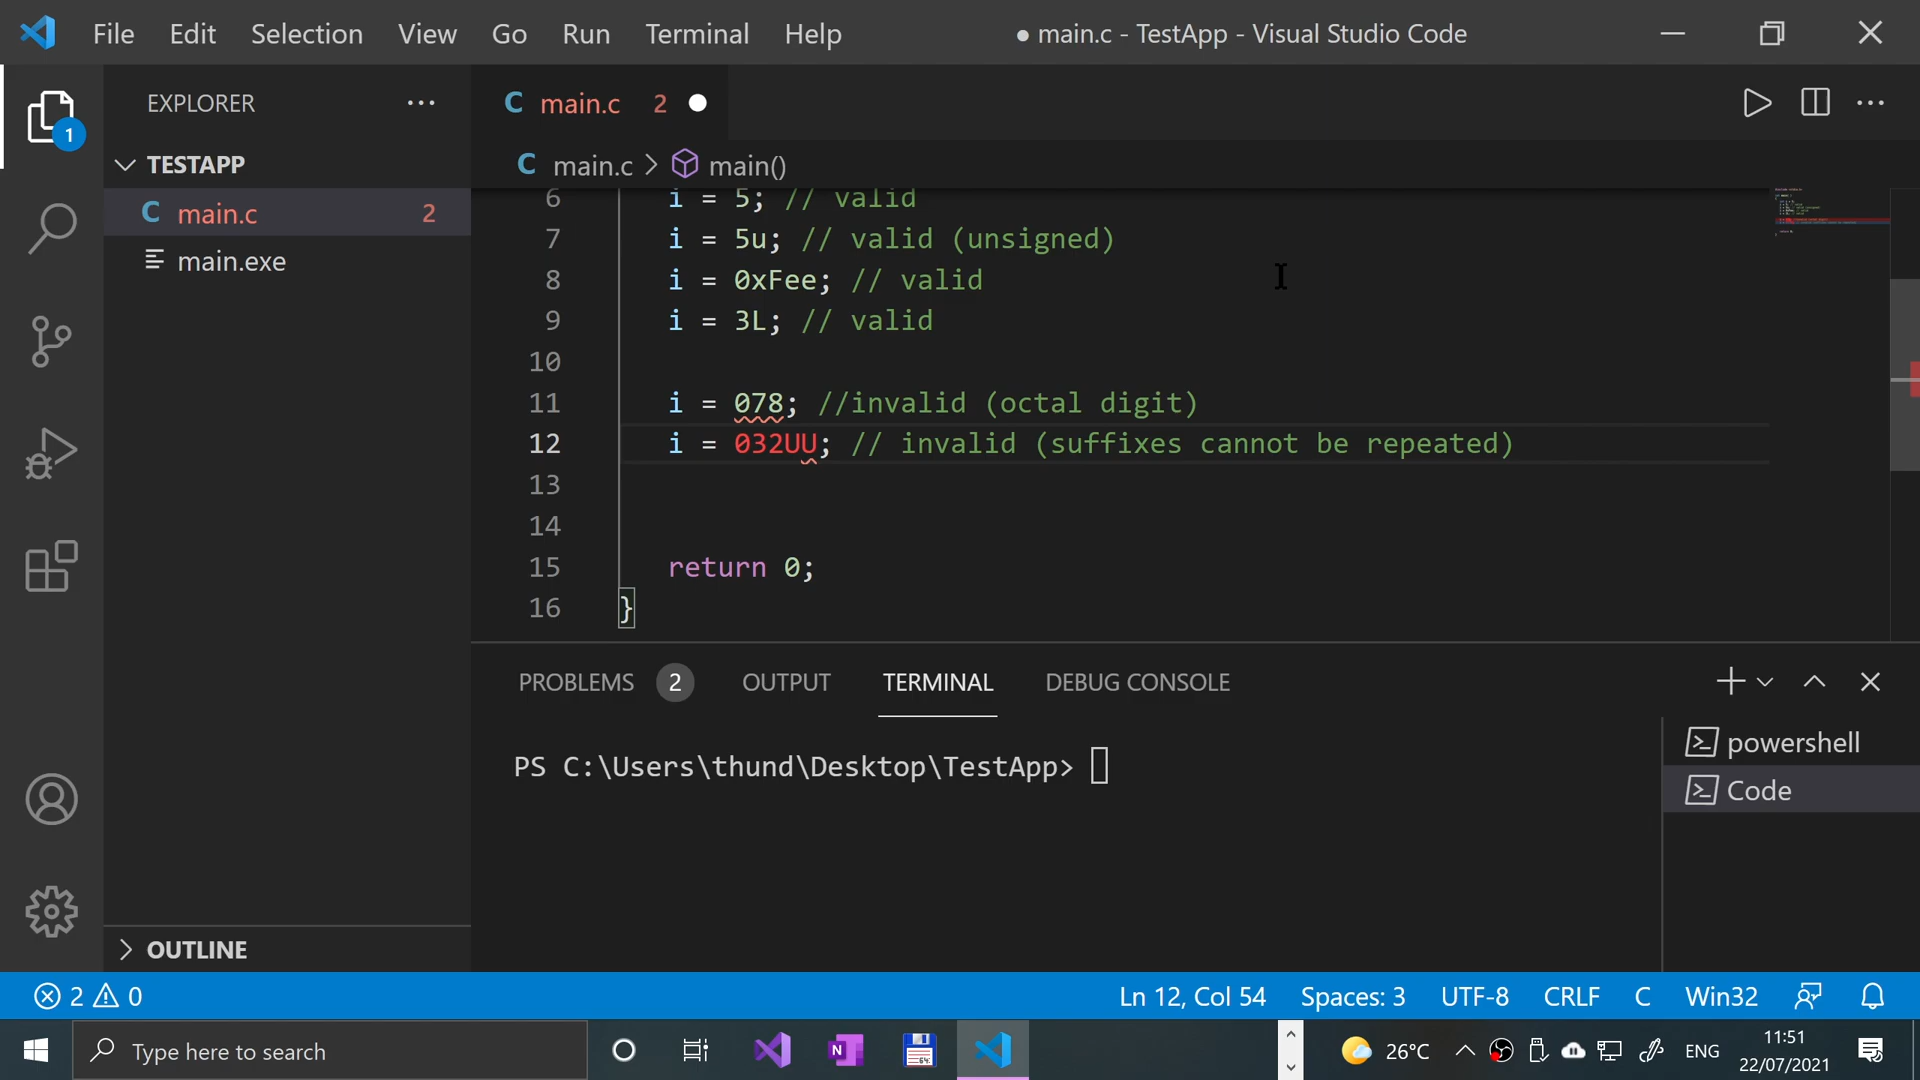 File Edit Selection View Go Run Terminal Help ● main.c - TestApp - Visual Studio Code
EXPLORER
1
TESTAPP
C main.c 2
main.exe
OUTLINE
C main.c 2
C main.c > main()
6 i = 5; // valid
7 i = 5u; // valid (unsigned)
8 i = 0xFee; // valid
9 i = 3L; // valid
10
11 i = 078; //invalid (octal digit)
12 i = 032UU; // invalid (suffixes cannot be repeated)
13
14
15 return 0;
16 }
PROBLEMS 2 OUTPUT TERMINAL DEBUG CONSOLE
PS C:\Users\thund\Desktop\TestApp>
powershell
Code
2 0 Ln 12, Col 54 Spaces: 3 UTF-8 CRLF C Win32
Type here to search
N
64
26°C
ENG
11:51
22/07/2021